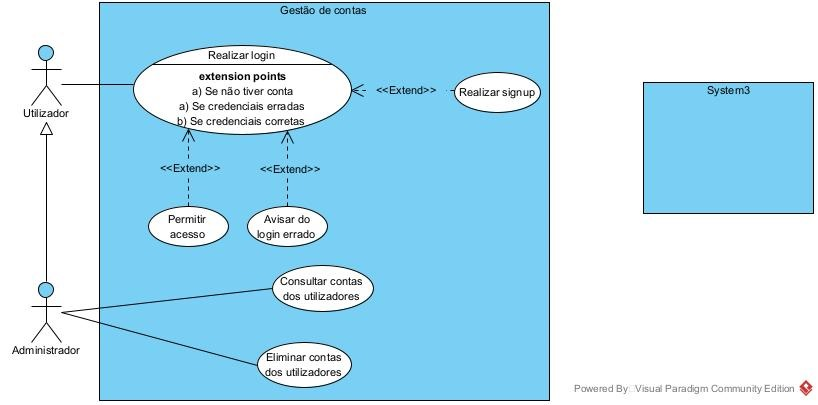 Gestão de contas
Realizar login
extension points
a) Se não tiver conta
a) Se credenciais erradas
b) Se credenciais corretas
<<Extend>>
Realizar signup
System3
Utilizador
<<Extend>>
<<Extend>>
Permitir
acesso
Avisar do
login errado
Consultar contas
dos utilizadores
Administrador
Eliminar contas
dos utilizadores
Powered By Visual Paradigm Community Edition